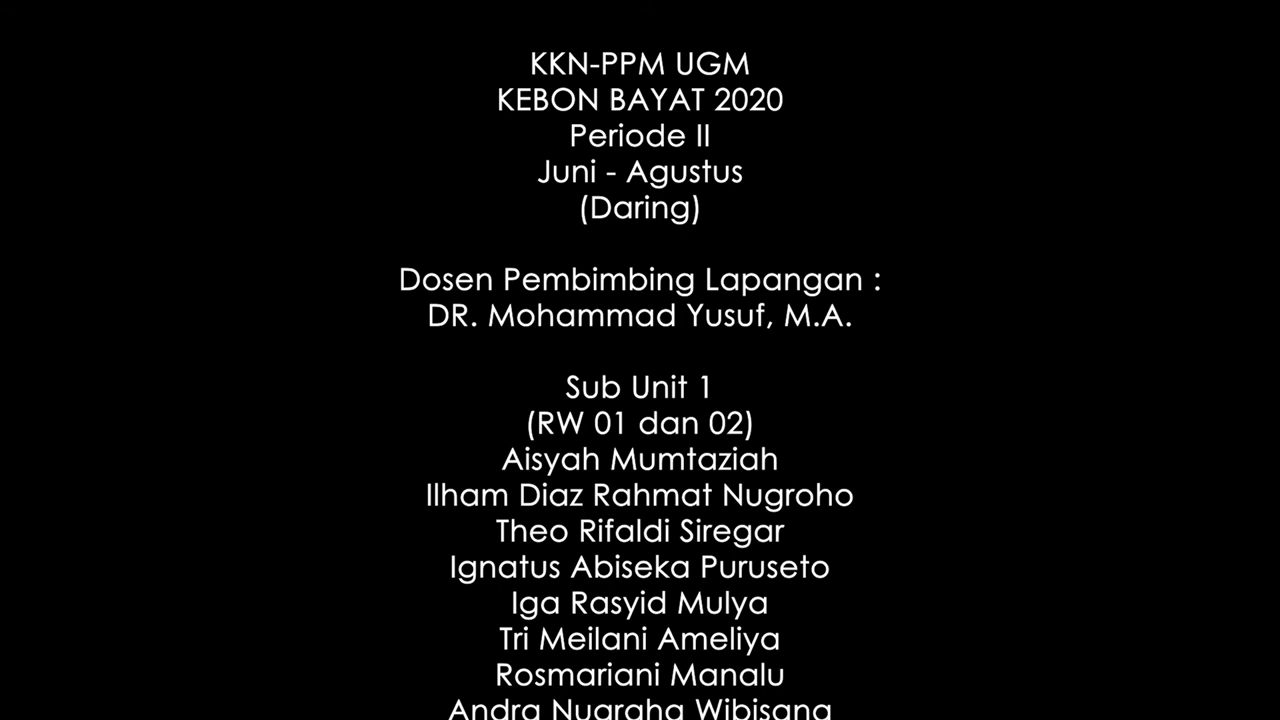 KKN-PPM UGM
KEBON BAYAT 2020
Periode II
Juni - Agustus
(Daring)
Dosen Pembimbing Lapangan :
DR. Mohammad Yusuf, M.A.
Sub Unit 1
(RW 01 dan 02)
Aisyah Mumtaziah
Ilham Diaz Rahmat Nugroho
Theo Rifaldi Siregar
Ignatus Abiseka Puruseto
Iga Rasyid Mulya
Tri Meilani Ameliya
Rosmariani Manalu
Andra Nugraha Wibisana